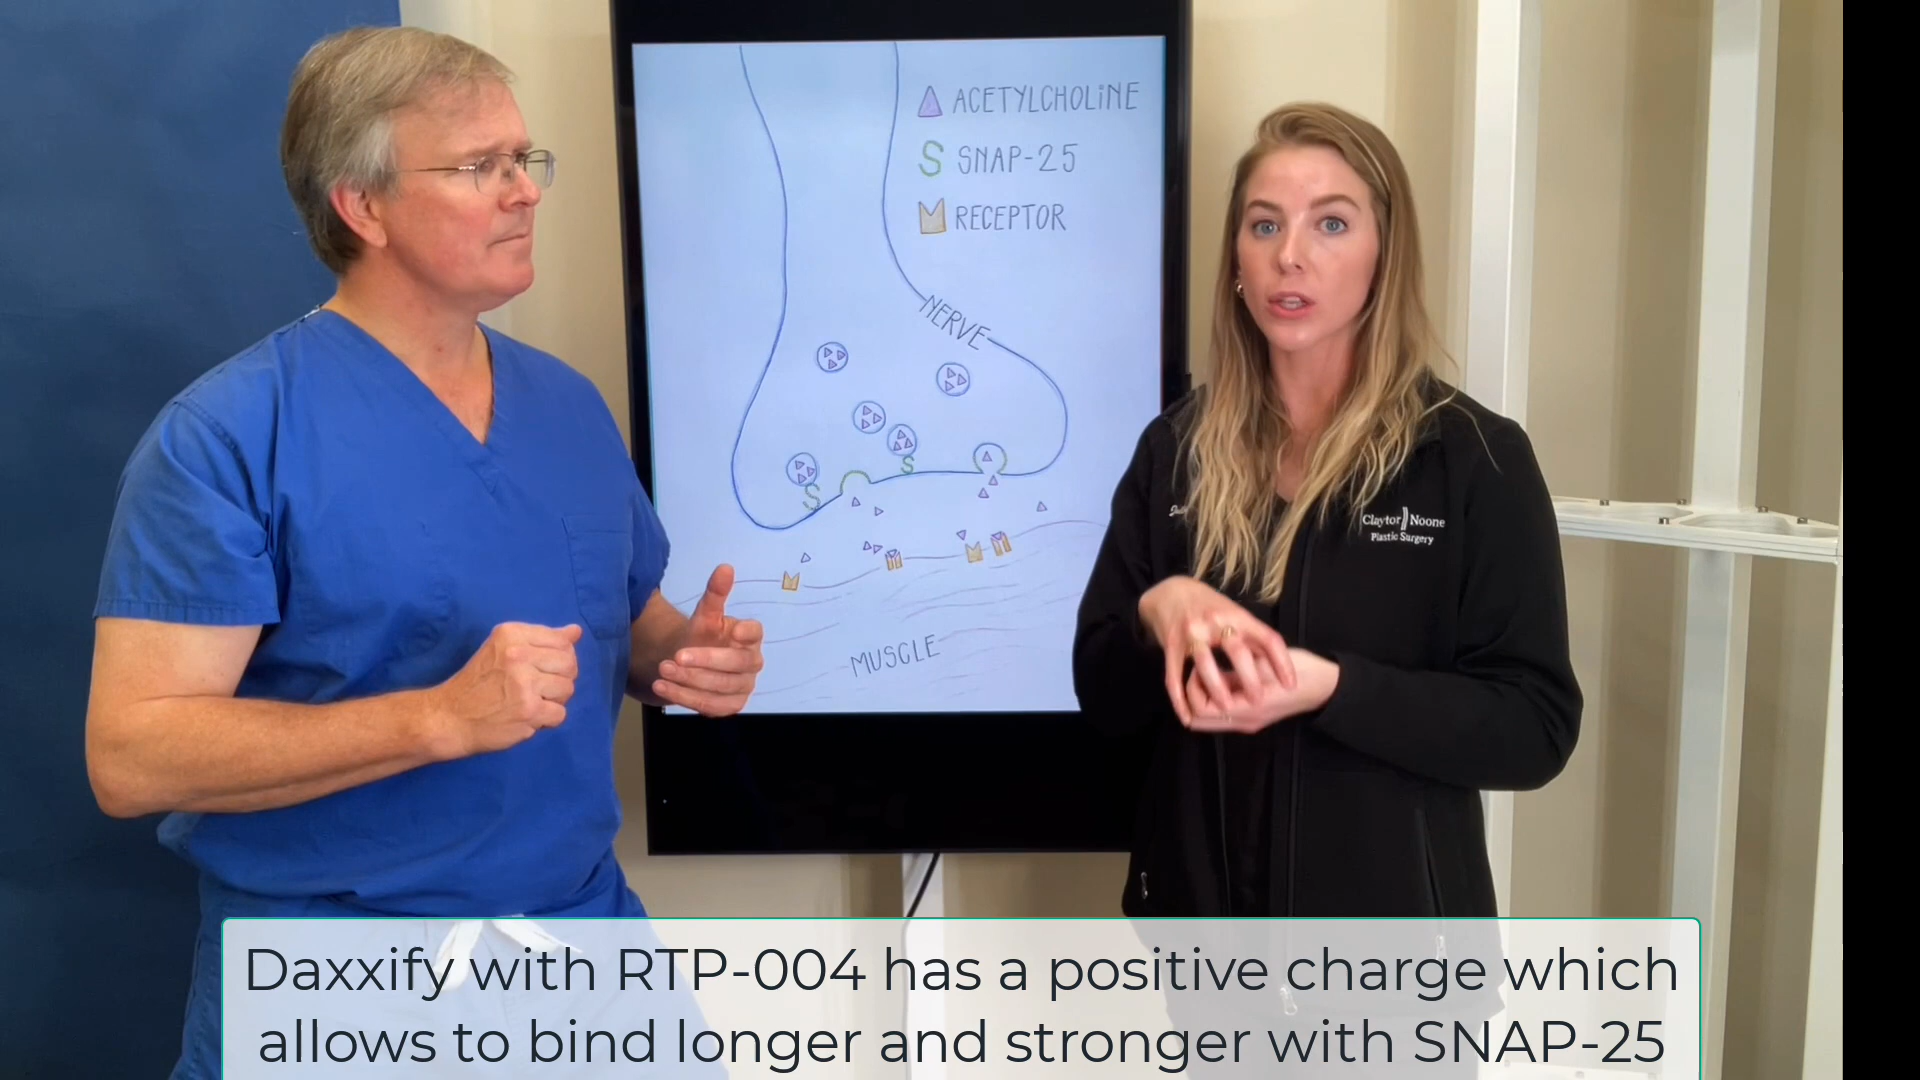 ACETYLCHOLINE
S SNAP-25
RECEPTOR
NERVE
S
S
MUSCLE
Claytor Noone
Plastic Surgery
Daxxify with RTP-004 has a positive charge which
allows to bind longer and stronger with SNAP-25